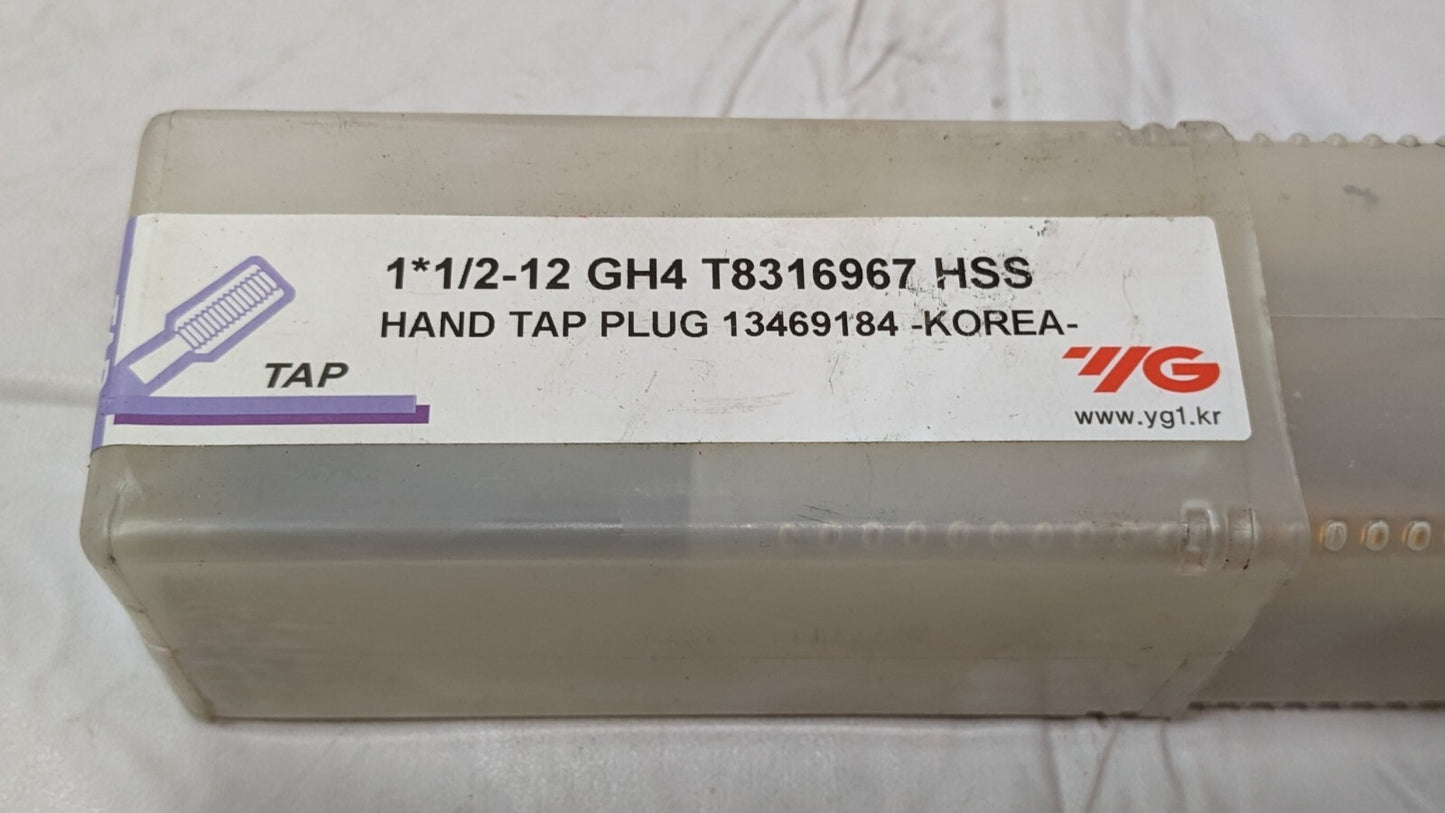 1*1/2-12 GH4 T8316967 HSS
HAND TAP PLUG 13469184 -KOREA-
TAP
YG
www.yg1.kr